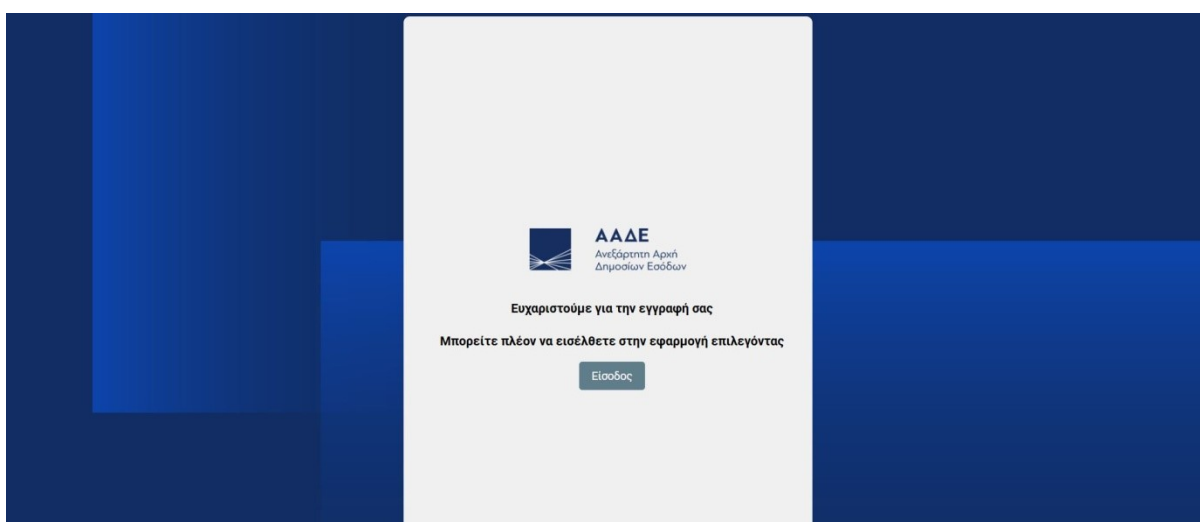 ΑΑΔΕ
Ανεξάρτητη Αρχή
Δημοσίων Εσόδων
Ευχαριστούμε για την εγγραφή σας
Μπορείτε πλέον να εισέλθετε στην εφαρμογή επιλεγόντας
Είσοδος